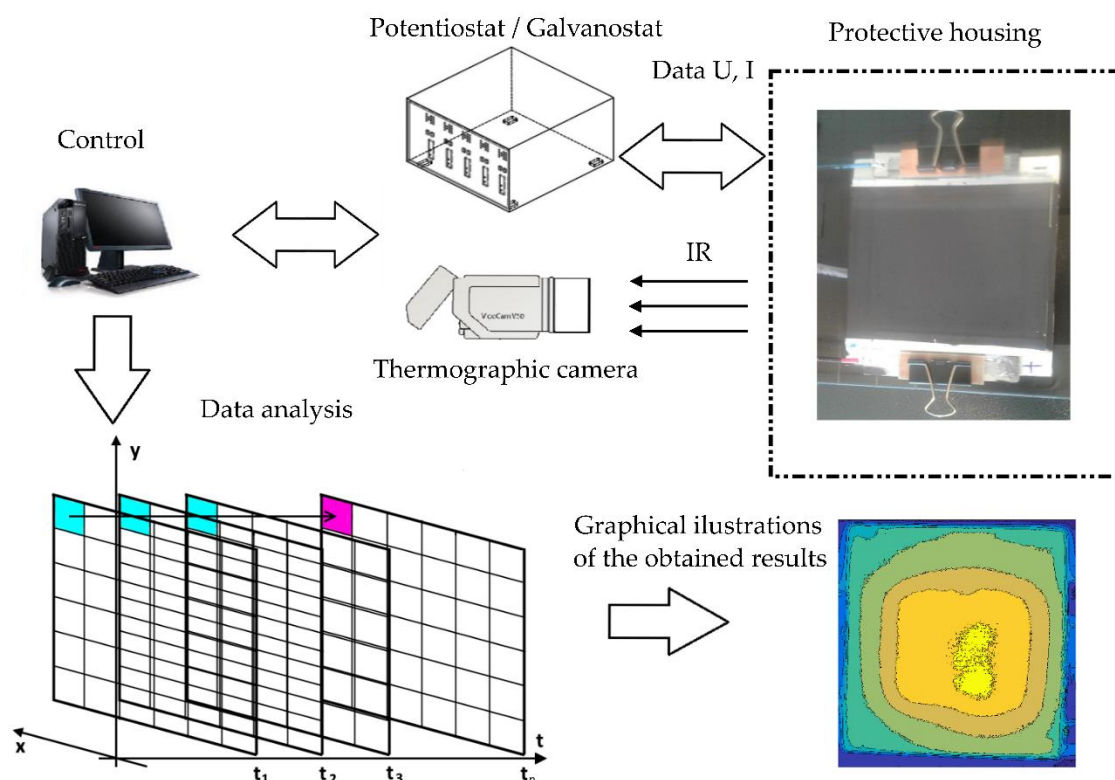 Potentiostat / Galvanostat
Protective housing
Data U, I
Control
IR
Thermographic camera
Data analysis
y
Graphical ilustrations
of the obtained results
x
t
t1
t2
t3
tn